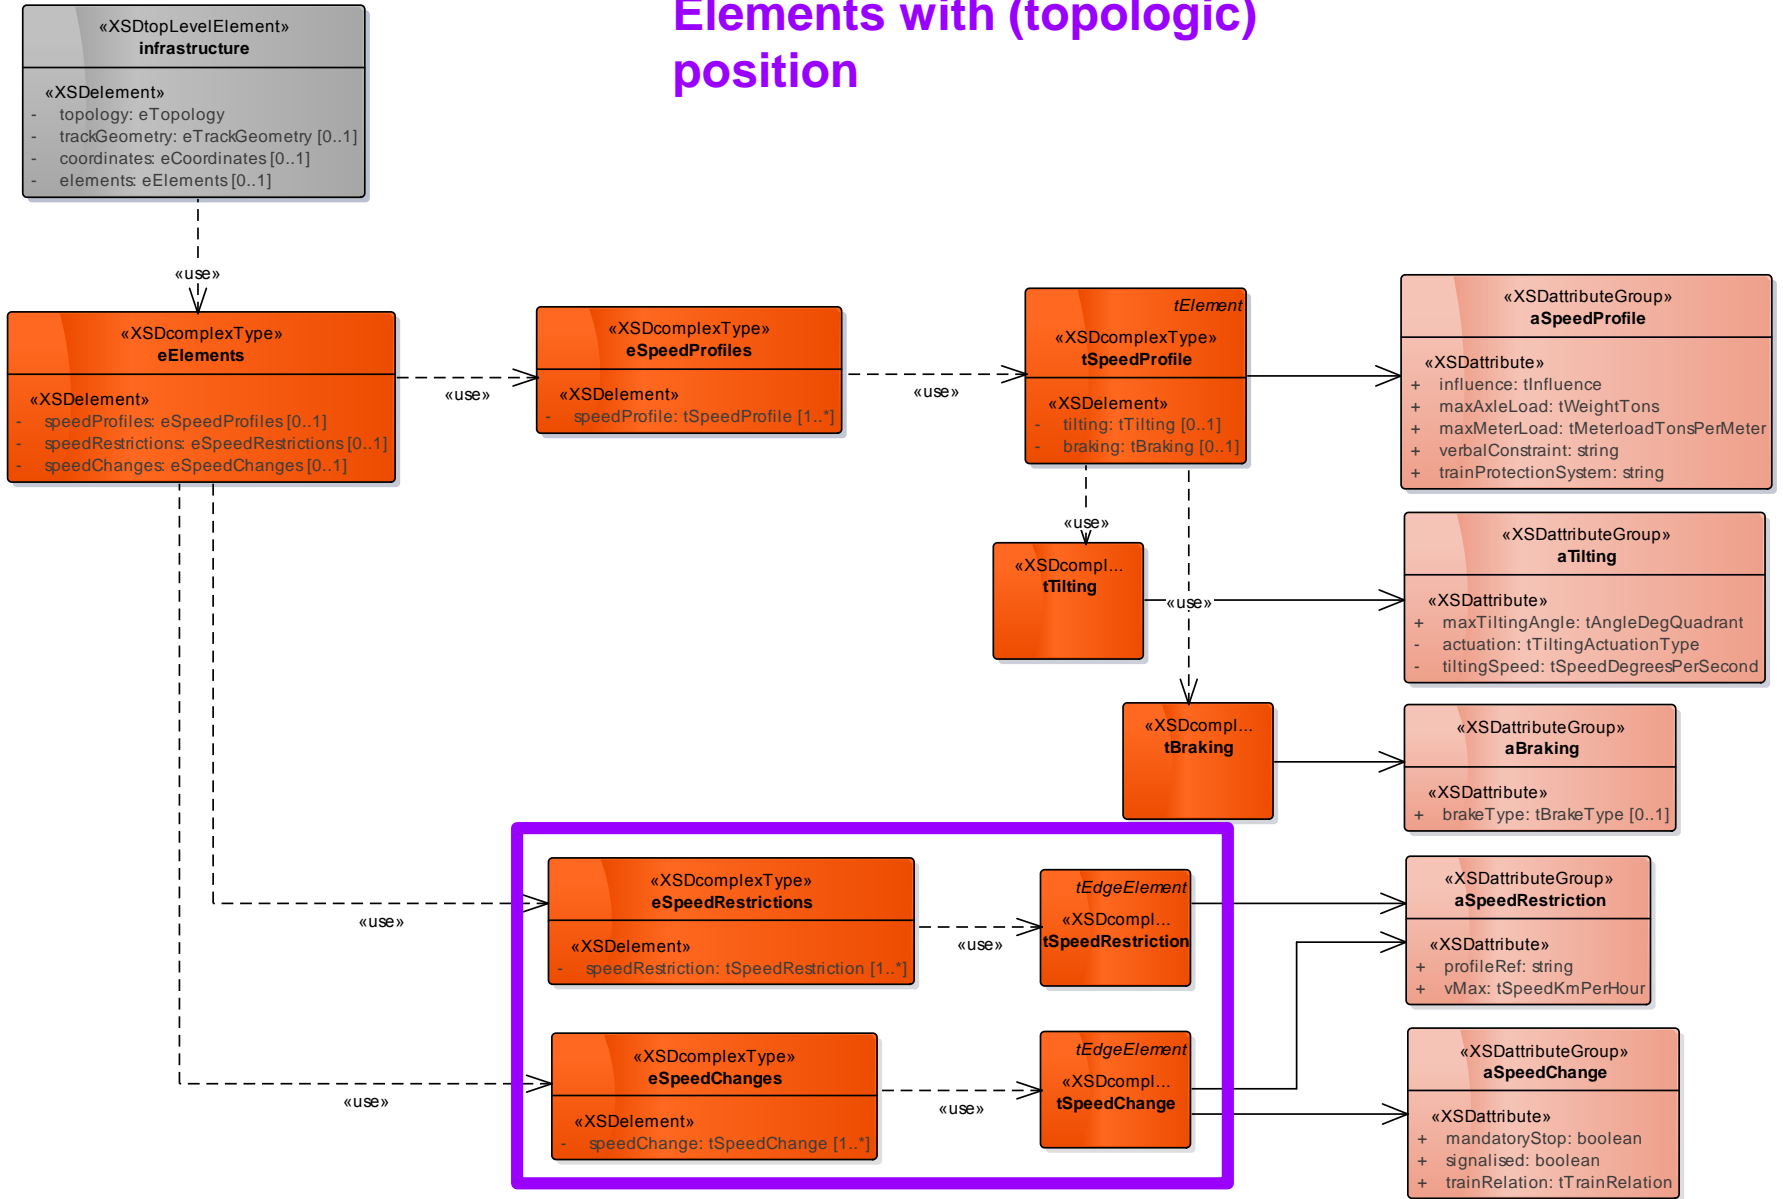 Elements with (topologic)
position
«XSDtopLevelElement»
infrastructure
«XSDelement»
- topology: eTopology
- trackGeometry: eTrackGeometry [0..1]
- coordinates: eCoordinates [0..1]
- elements: eElements [0..1]
«use»
«XSDcomplexType»
eElements
«XSDelement»
- speedProfiles: eSpeedProfiles [0..1]
- speedRestrictions: eSpeedRestrictions [0..1]
- speedChanges: eSpeedChanges [0..1]
«use»
«XSDcomplexType»
eSpeedProfiles
«XSDelement»
- speedProfile: tSpeedProfile [1..*]
«use»
tElement
«XSDcomplexType»
tSpeedProfile
«XSDelement»
- tilting: tTilting [0..1]
- braking: tBraking [0..1]
«XSDattributeGroup»
aSpeedProfile
«XSDattribute»
+ influence: tInfluence
+ maxAxleLoad: tWeightTons
+ maxMeterLoad: tMeterloadTonsPerMeter
+ verbalConstraint: string
+ trainProtectionSystem: string
«use»
«XSDcompl...
tTilting
«use»
«XSDattributeGroup»
aTilting
«XSDattribute»
+ maxTiltingAngle: tAngleDegQuadrant
- actuation: tTiltingActuationType
- tiltingSpeed: tSpeedDegreesPerSecond
«XSDcompl...
tBraking
«XSDattributeGroup»
aBraking
«XSDattribute»
+ brakeType: tBrakeType [0..1]
«use»
«XSDcomplexType»
eSpeedRestrictions
«XSDelement»
- speedRestriction: tSpeedRestriction [1..*]
«use»
tEdgeElement
«XSDcompl...
tSpeedRestriction
«XSDattributeGroup»
aSpeedRestriction
«XSDattribute»
+ profileRef: string
+ vMax: tSpeedKmPerHour
«use»
«XSDcomplexType»
eSpeedChanges
«XSDelement»
- speedChange: tSpeedChange [1..*]
«use»
tEdgeElement
«XSDcompl...
tSpeedChange
«XSDattributeGroup»
aSpeedChange
«XSDattribute»
+ mandatoryStop: boolean
+ signalised: boolean
+ trainRelation: tTrainRelation